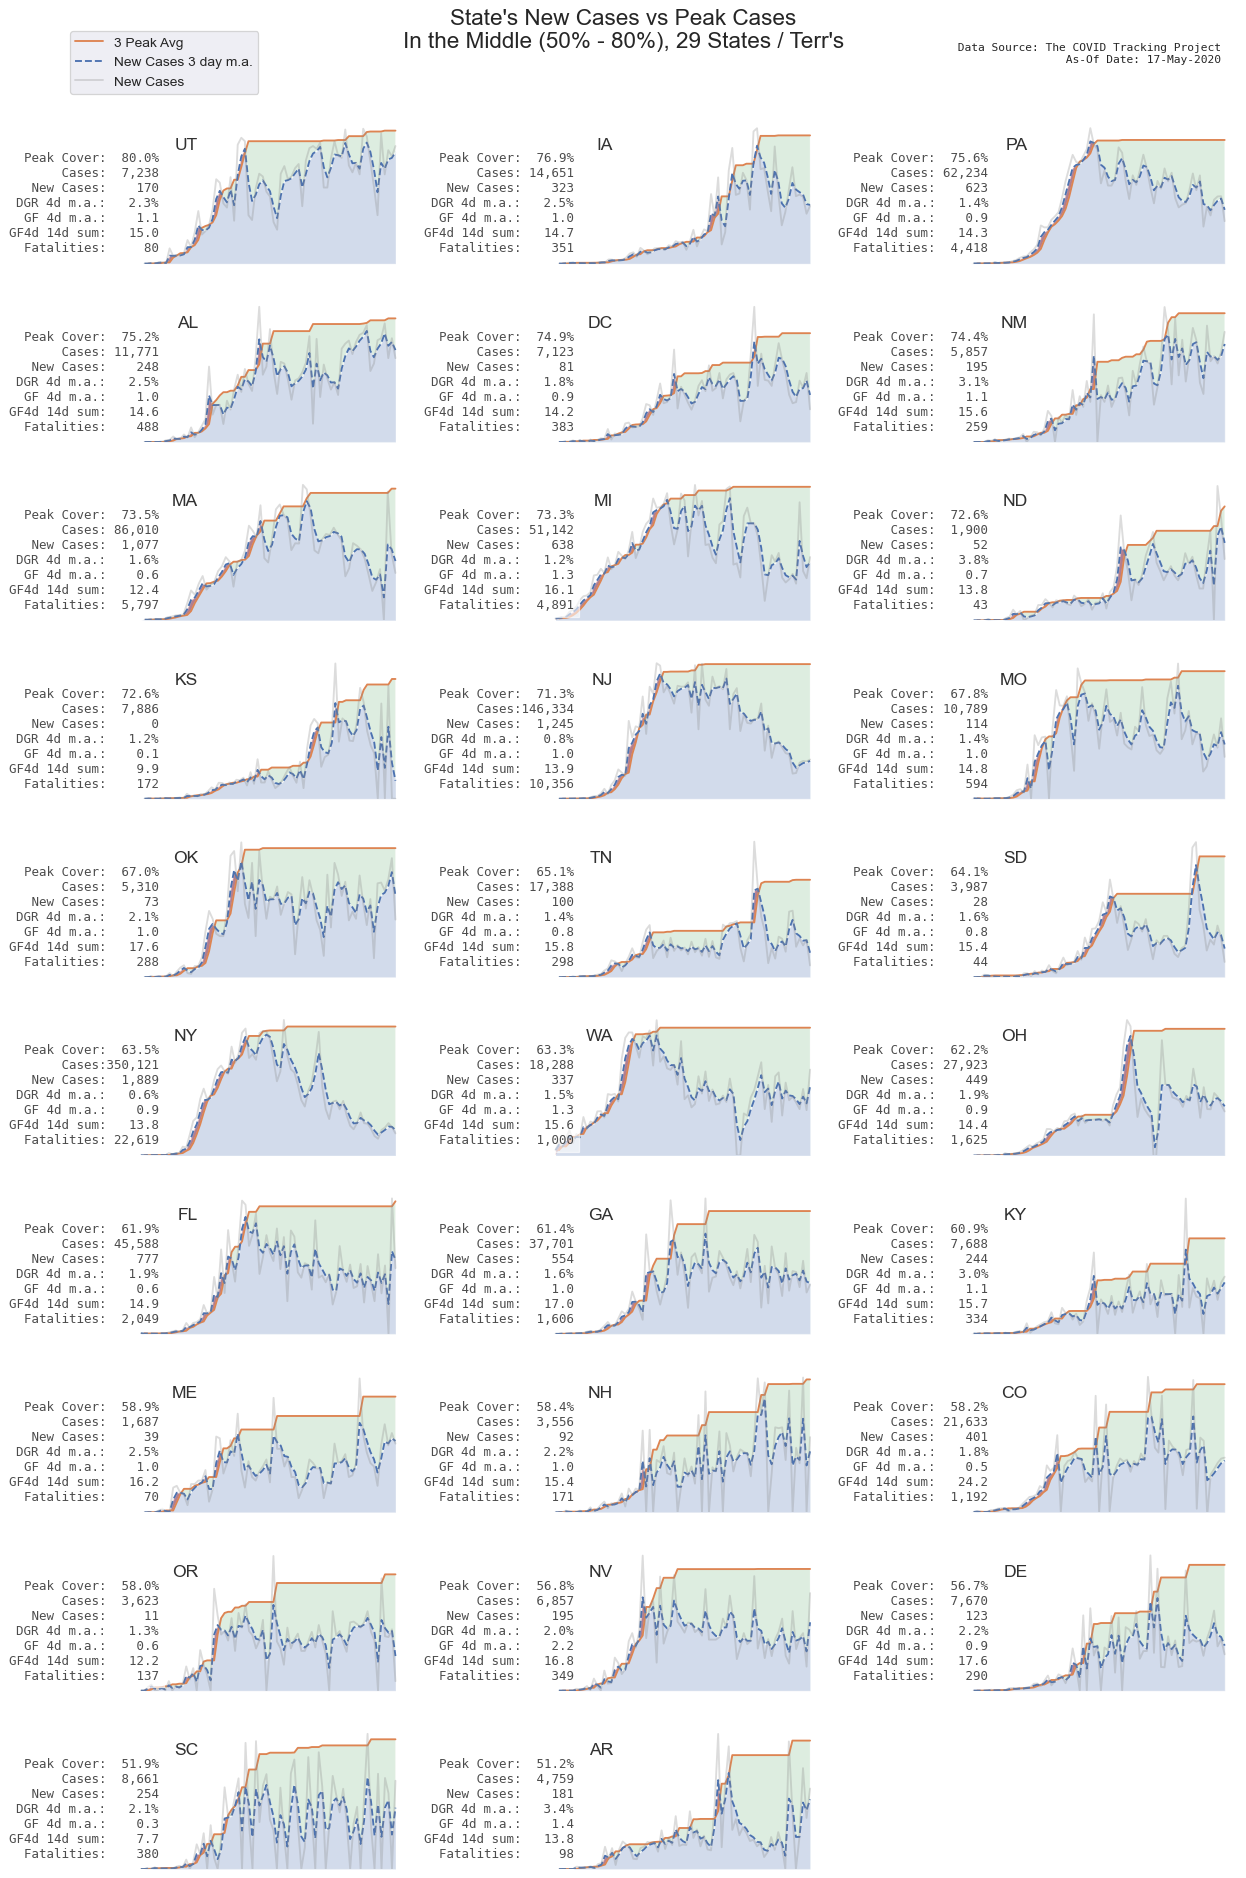 State's New Cases vs Peak Cases
In the Middle (50% - 80%), 29 States / Terr's
3 Peak Avg
New Cases 3 day m.a.
New Cases
Data Source: The COVID Tracking Project
As-Of Date: 17-May-2020
UT
Peak Cover: 80.0%
Cases: 7,238
New Cases: 170
DGR 4d m.a.: 2.3%
GF 4d m.a.: 1.1
GF4d 14d sum: 15.0
Fatalities: 80
IA
Peak Cover: 76.9%
Cases: 14,651
New Cases: 323
DGR 4d m.a.: 2.5%
GF 4d m.a.: 1.0
GF4d 14d sum: 14.7
Fatalities: 351
PA
Peak Cover: 75.6%
Cases: 62,234
New Cases: 623
DGR 4d m.a.: 1.4%
GF 4d m.a.: 0.9
GF4d 14d sum: 14.3
Fatalities: 4,418
AL
Peak Cover: 75.2%
Cases: 11,771
New Cases: 248
DGR 4d m.a.: 2.5%
GF 4d m.a.: 1.0
GF4d 14d sum: 14.6
Fatalities: 488
DC
Peak Cover: 74.9%
Cases: 7,123
New Cases: 81
DGR 4d m.a.: 1.8%
GF 4d m.a.: 0.9
GF4d 14d sum: 14.2
Fatalities: 383
NM
Peak Cover: 74.4%
Cases: 5,857
New Cases: 195
DGR 4d m.a.: 3.1%
GF 4d m.a.: 1.1
GF4d 14d sum: 15.6
Fatalities: 259
MA
Peak Cover: 73.5%
Cases: 86,010
New Cases: 1,077
DGR 4d m.a.: 1.6%
GF 4d m.a.: 0.6
GF4d 14d sum: 12.4
Fatalities: 5,797
MI
Peak Cover: 73.3%
Cases: 51,142
New Cases: 638
DGR 4d m.a.: 1.2%
GF 4d m.a.: 1.3
GF4d 14d sum: 16.1
Fatalities: 4,891
ND
Peak Cover: 72.6%
Cases: 1,900
New Cases: 52
DGR 4d m.a.: 3.8%
GF 4d m.a.: 0.7
GF4d 14d sum: 13.8
Fatalities: 43
KS
Peak Cover: 72.6%
Cases: 7,886
New Cases: 0
DGR 4d m.a.: 1.2%
GF 4d m.a.: 0.1
GF4d 14d sum: 9.9
Fatalities: 172
NJ
Peak Cover: 71.3%
Cases:146,334
New Cases: 1,245
DGR 4d m.a.: 0.8%
GF 4d m.a.: 1.0
GF4d 14d sum: 13.9
Fatalities: 10,356
MO
Peak Cover: 67.8%
Cases: 10,789
New Cases: 114
DGR 4d m.a.: 1.4%
GF 4d m.a.: 1.0
GF4d 14d sum: 14.8
Fatalities: 594
OK
Peak Cover: 67.0%
Cases: 5,310
New Cases: 73
DGR 4d m.a.: 2.1%
GF 4d m.a.: 1.0
GF4d 14d sum: 17.6
Fatalities: 288
TN
Peak Cover: 65.1%
Cases: 17,388
New Cases: 100
DGR 4d m.a.: 1.4%
GF 4d m.a.: 0.8
GF4d 14d sum: 15.8
Fatalities: 298
SD
Peak Cover: 64.1%
Cases: 3,987
New Cases: 28
DGR 4d m.a.: 1.6%
GF 4d m.a.: 0.8
GF4d 14d sum: 15.4
Fatalities: 44
NY
Peak Cover: 63.5%
Cases:350,121
New Cases: 1,889
DGR 4d m.a.: 0.6%
GF 4d m.a.: 0.9
GF4d 14d sum: 13.8
Fatalities: 22,619
WA
Peak Cover: 63.3%
Cases: 18,288
New Cases: 337
DGR 4d m.a.: 1.5%
GF 4d m.a.: 1.3
GF4d 14d sum: 15.6
Fatalities: 1,000
OH
Peak Cover: 62.2%
Cases: 27,923
New Cases: 449
DGR 4d m.a.: 1.9%
GF 4d m.a.: 0.9
GF4d 14d sum: 14.4
Fatalities: 1,625
FL
Peak Cover: 61.9%
Cases: 45,588
New Cases: 777
DGR 4d m.a.: 1.9%
GF 4d m.a.: 0.6
GF4d 14d sum: 14.9
Fatalities: 2,049
GA
Peak Cover: 61.4%
Cases: 37,701
New Cases: 554
DGR 4d m.a.: 1.6%
GF 4d m.a.: 1.0
GF4d 14d sum: 17.0
Fatalities: 1,606
KY
Peak Cover: 60.9%
Cases: 7,688
New Cases: 244
DGR 4d m.a.: 3.0%
GF 4d m.a.: 1.1
GF4d 14d sum: 15.7
Fatalities: 334
ME
Peak Cover: 58.9%
Cases: 1,687
New Cases: 39
DGR 4d m.a.: 2.5%
GF 4d m.a.: 1.0
GF4d 14d sum: 16.2
Fatalities: 70
NH
Peak Cover: 58.4%
Cases: 3,556
New Cases: 92
DGR 4d m.a.: 2.2%
GF 4d m.a.: 1.0
GF4d 14d sum: 15.4
Fatalities: 171
CO
Peak Cover: 58.2%
Cases: 21,633
New Cases: 401
DGR 4d m.a.: 1.8%
GF 4d m.a.: 0.5
GF4d 14d sum: 24.2
Fatalities: 1,192
OR
Peak Cover: 58.0%
Cases: 3,623
New Cases: 11
DGR 4d m.a.: 1.3%
GF 4d m.a.: 0.6
GF4d 14d sum: 12.2
Fatalities: 137
NV
Peak Cover: 56.8%
Cases: 6,857
New Cases: 195
DGR 4d m.a.: 2.0%
GF 4d m.a.: 2.2
GF4d 14d sum: 16.8
Fatalities: 349
DE
Peak Cover: 56.7%
Cases: 7,670
New Cases: 123
DGR 4d m.a.: 2.2%
GF 4d m.a.: 0.9
GF4d 14d sum: 17.6
Fatalities: 290
SC
Peak Cover: 51.9%
Cases: 8,661
New Cases: 254
DGR 4d m.a.: 2.1%
GF 4d m.a.: 0.3
GF4d 14d sum: 7.7
Fatalities: 380
AR
Peak Cover: 51.2%
Cases: 4,759
New Cases: 181
DGR 4d m.a.: 3.4%
GF 4d m.a.: 1.4
GF4d 14d sum: 13.8
Fatalities: 98